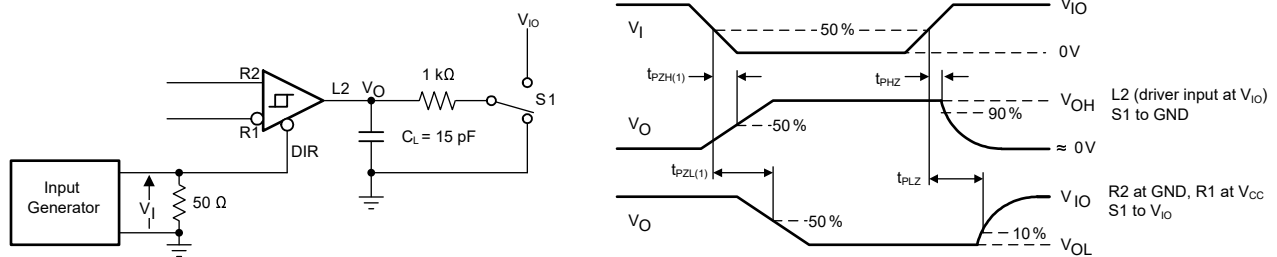 V_IO
R2
R1
L2
V_O
1 kΩ
S1
C_L = 15 pF
DIR
Input
Generator
V_I
50 Ω
V_I
V_IO
50 %
0 V
t_PZH(1)
t_PHZ
V_O
50 %
V_OH
90 %
≈ 0 V
L2 (driver input at V_IO)
S1 to GND
t_PZL(1)
t_PLZ
V_O
50 %
V_IO
10 %
V_OL
R2 at GND, R1 at V_CC
S1 to V_IO